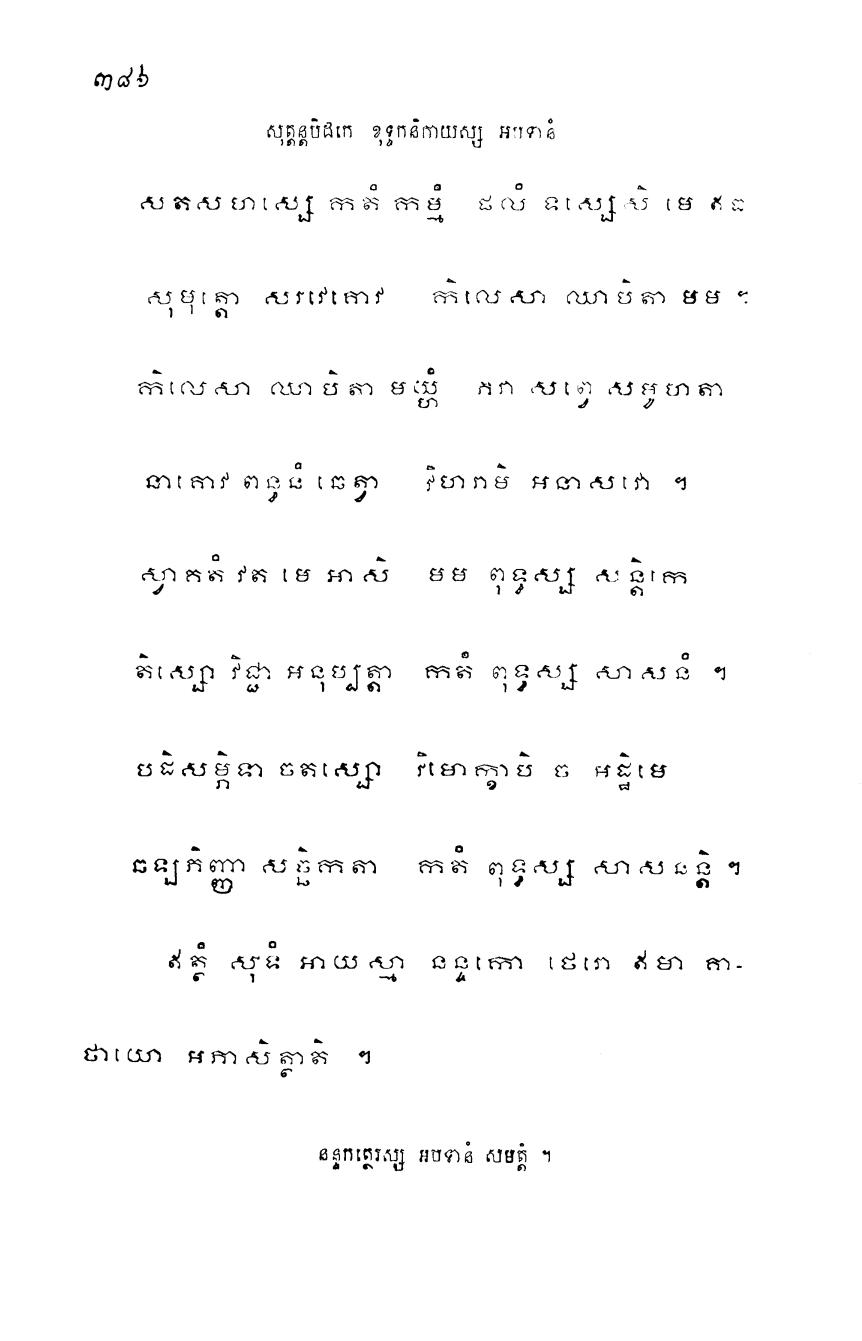 ៣៨៦
សុត្តន្តបិដកេ ខុទ្ទកនិកាយស្ស អបទានំ
សតសហស្សេ កតំ កម្មំ ផលំ ទស្សេសិ មេ ឥធ
សុមុត្តោ សរវេគោវ កិលេសា ឈាបិតា មម ។
កិលេសា ឈាបិតា មយ្ហំ ភវា សព្វេ សមូហតា
នាគោវ ពន្ធនំ ឆេត្វា វិហរាមិ អនាសវោ ។
ស្វាគតំ វត មេ អាសិ មម ពុទ្ធស្ស សន្តិកេ
តិស្សោ វិជ្ជា អនុប្បត្តា កតំ ពុទ្ធស្ស សាសនំ ។
បដិសម្ភិទា ចតស្សោ វិមោក្ខាបិ ច អដ្ឋិមេ
ឆឡភិញ្ញា សច្ឆិកតា កតំ ពុទ្ធស្ស សាសនន្តិ ។
ឥត្ថំ សុទំ អាយស្មា នន្ទកោ ថេរោ ឥមា គា-
ថាយោ អភាសិត្ថាតិ ។
នន្ទកត្ថេរស្ស អបទានំ សមត្តំ ។